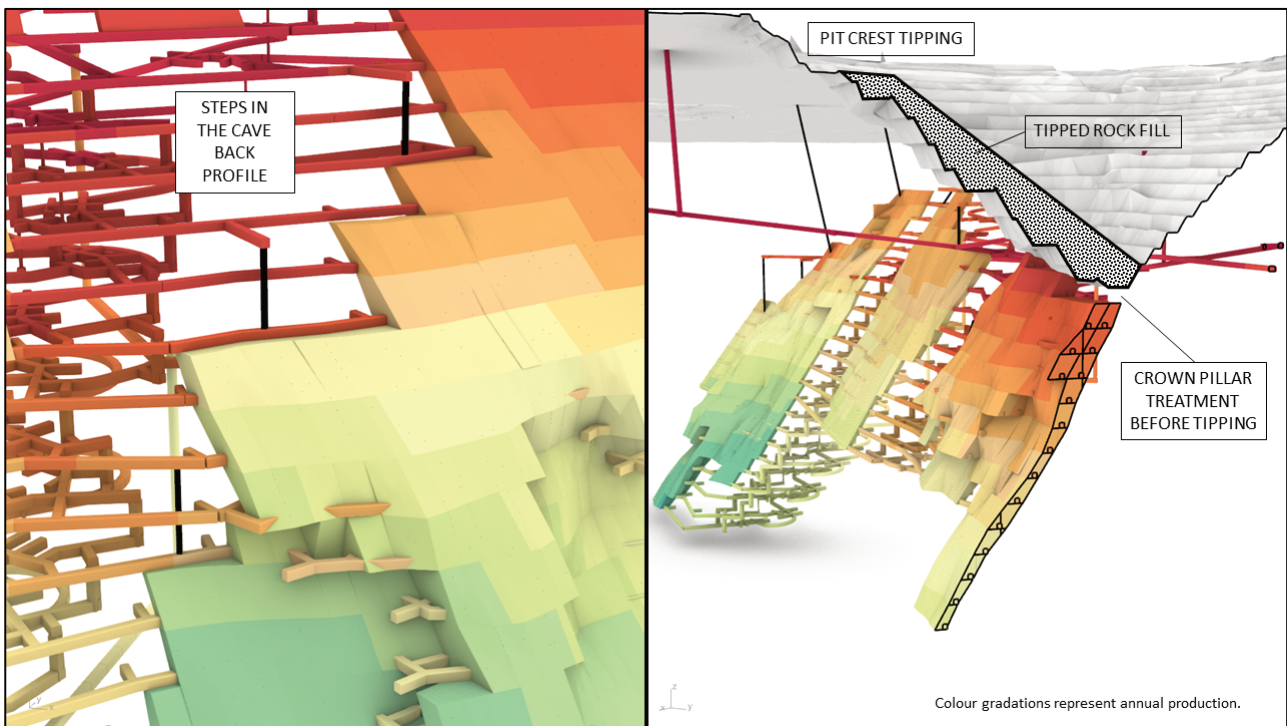 STEPS IN
THE CAVE
BACK
PROFILE
PIT CREST TIPPING
TIPPED ROCK FILL
CROWN PILLAR
TREATMENT
BEFORE TIPPING
Colour gradations represent annual production.
z
y
x
z
x
y